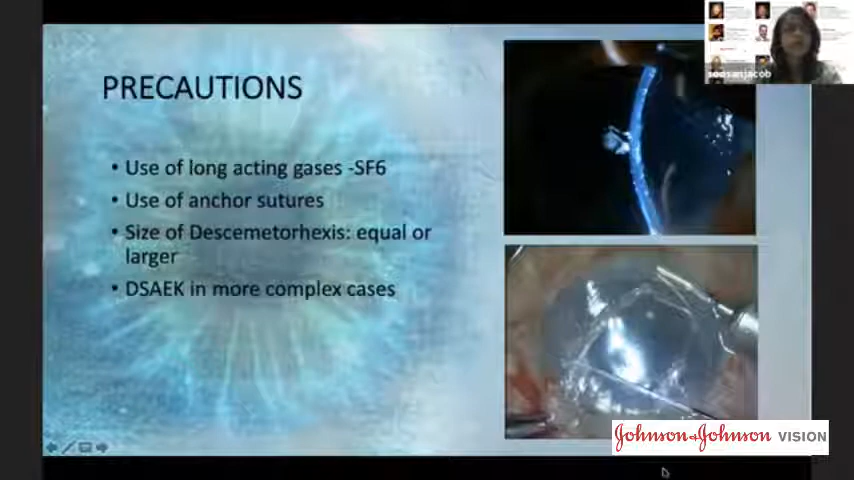 PRECAUTIONS
• Use of long acting gases -SF6
• Use of anchor sutures
• Size of Descemetorhexis: equal or
larger
• DSAEK in more complex cases
soosanjacob
Johnson & Johnson VISION